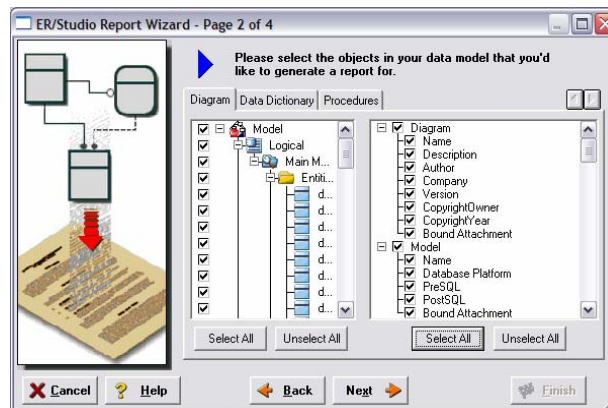 ER/Studio Report Wizard - Page 2 of 4
Please select the objects in your data model that you'd
like to generate a report for.
Diagram
Data Dictionary
Procedures
Model
Logical
Main M...
Entiti...
d...
d...
d...
d...
d...
d...
d...
Diagram
Name
Description
Author
Company
Version
CopyrightOwner
CopyrightYear
Bound Attachment
Model
Name
Database Platform
PreSQL
PostSQL
Bound Attachment
Select All
Unselect All
Select All
Unselect All
Cancel
Help
Back
Next
Finish